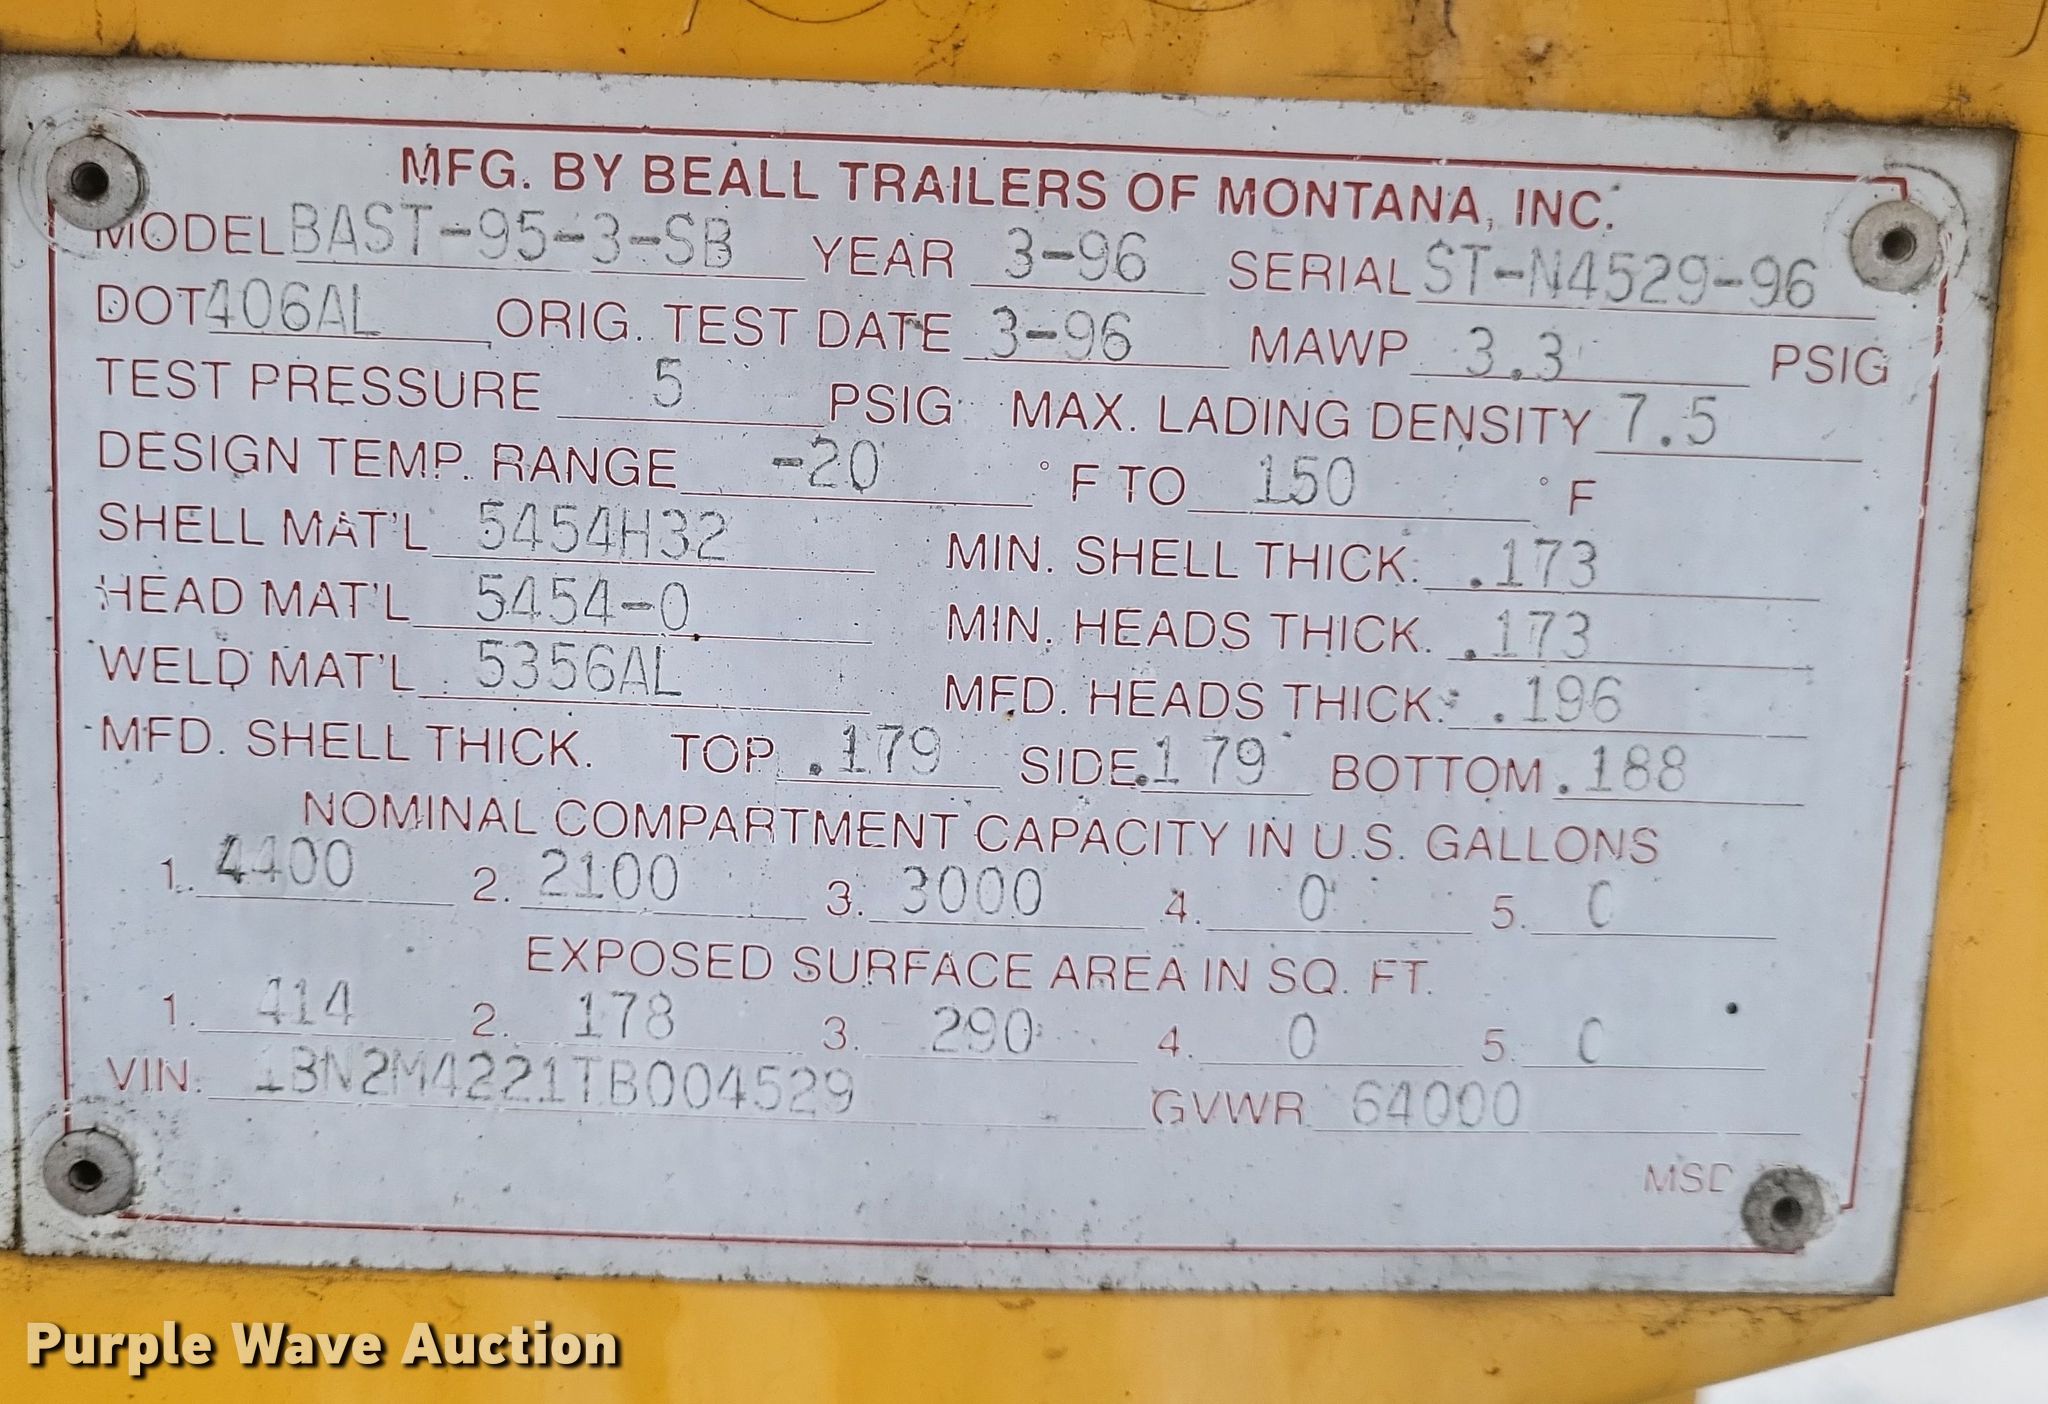 MFG. BY BEALL TRAILERS OF MONTANA, INC.
MODEL BAST-95-3-SB YEAR 3-96 SERIAL ST-N4529-96
DOT 406AL ORIG. TEST DATE 3-96 MAWP 3.3 PSIG
TEST PRESSURE 5 PSIG MAX. LADING DENSITY 7.5
DESIGN TEMP. RANGE -20 °F TO 150 °F
SHELL MAT'L 5454H32 MIN. SHELL THICK. .173
HEAD MAT'L 5454-0 MIN. HEADS THICK. .173
WELD MAT'L 5356AL MFD. HEADS THICK. .196
MFD. SHELL THICK. TOP .179 SIDE .179 BOTTOM .188
NOMINAL COMPARTMENT CAPACITY IN U.S. GALLONS
1. 4400 2. 2100 3. 3000 4. 0 5. 0
EXPOSED SURFACE AREA IN SQ. FT.
1. 414 2. 178 3. 290 4. 0 5. 0
VIN. 1BN2M4221TB004529 GVWR 64000
MSD
Purple Wave Auction